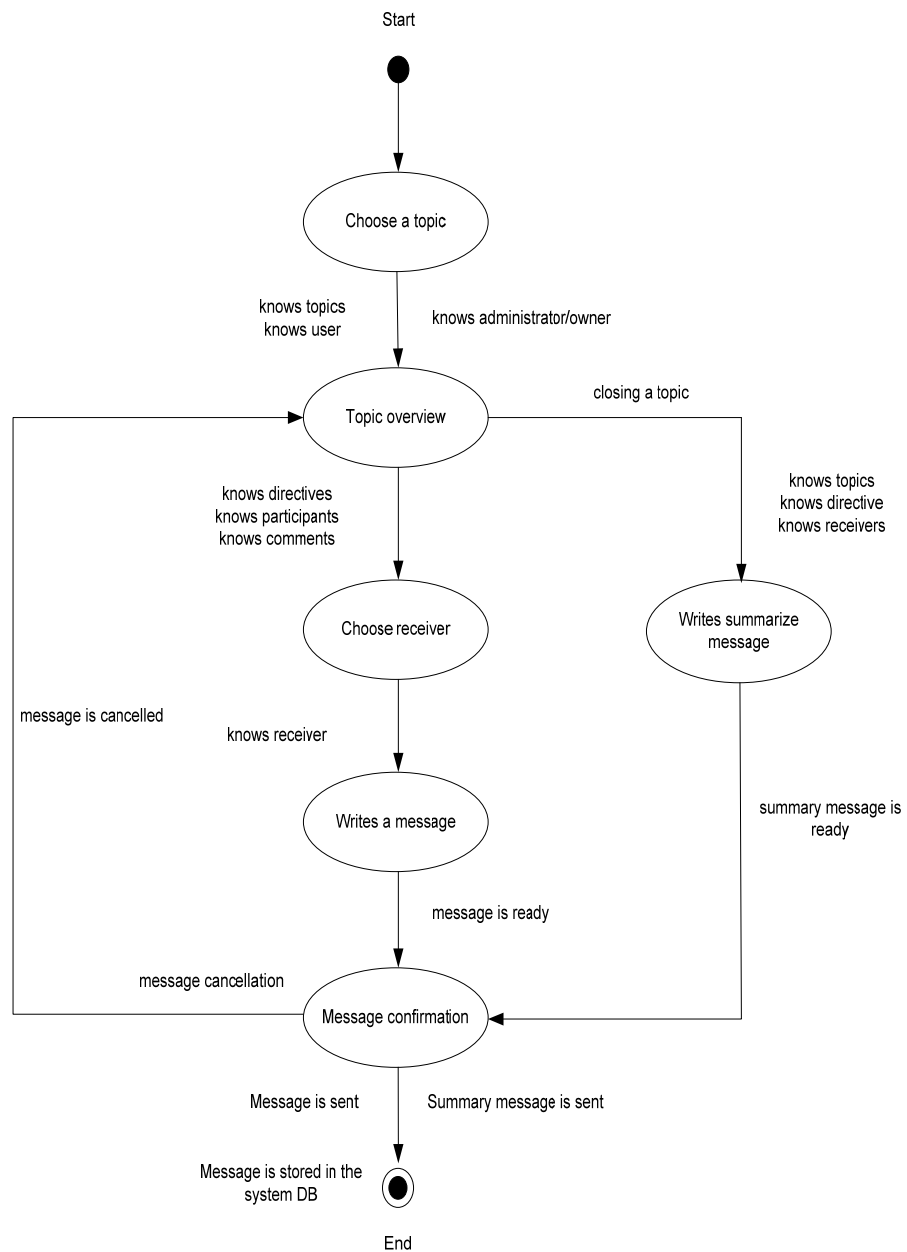 Start
Choose a topic
knows topics
knows user
knows administrator/owner
closing a topic
Topic overview
knows directives
knows participants
knows comments
knows topics
knows directive
knows receivers
Choose receiver
Writes summarize
message
message is cancelled
knows receiver
Writes a message
summary message is
ready
message is ready
message cancellation
Message confirmation
Message is sent
Summary message is sent
Message is stored in the
system DB
End